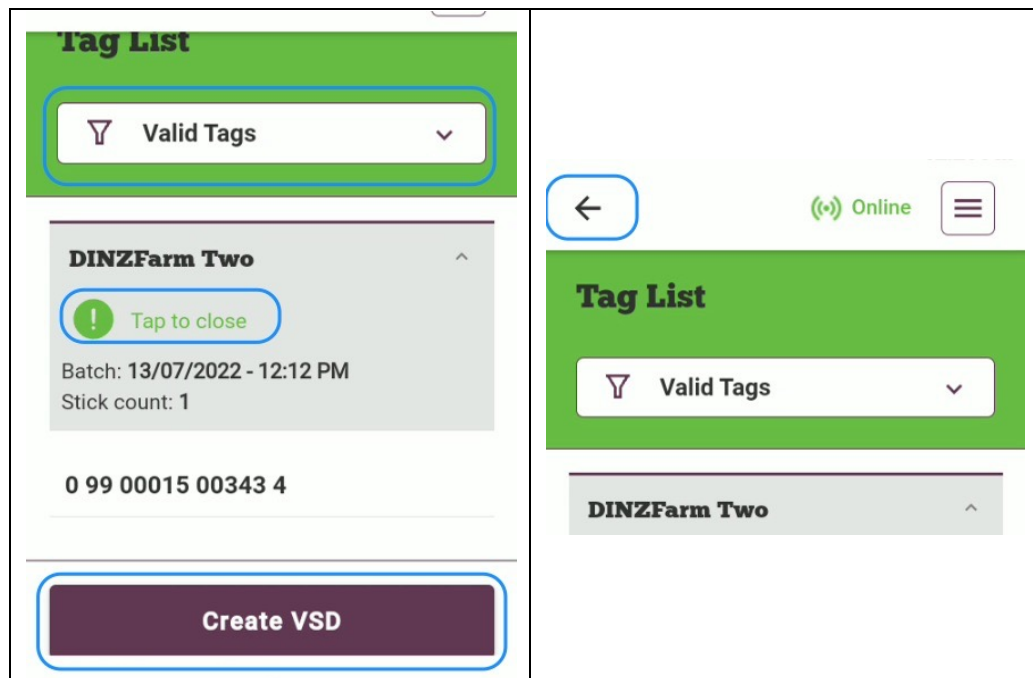 Tag List
Valid Tags
DINZFarm Two
! Tap to close
Batch: 13/07/2022 - 12:12 PM
Stick count: 1
0 99 00015 00343 4
Create VSD
Online
Tag List
Valid Tags
DINZFarm Two